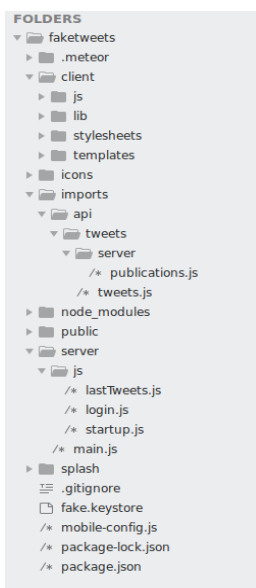 FOLDERS
faketweets
.meteor
client
js
lib
stylesheets
templates
icons
imports
api
tweets
server
/* publications.js
/* tweets.js
node_modules
public
server
js
/* lastTweets.js
/* login.js
/* startup.js
/* main.js
splash
.gitignore
fake.keystore
/* mobile-config.js
/* package-lock.json
/* package.json